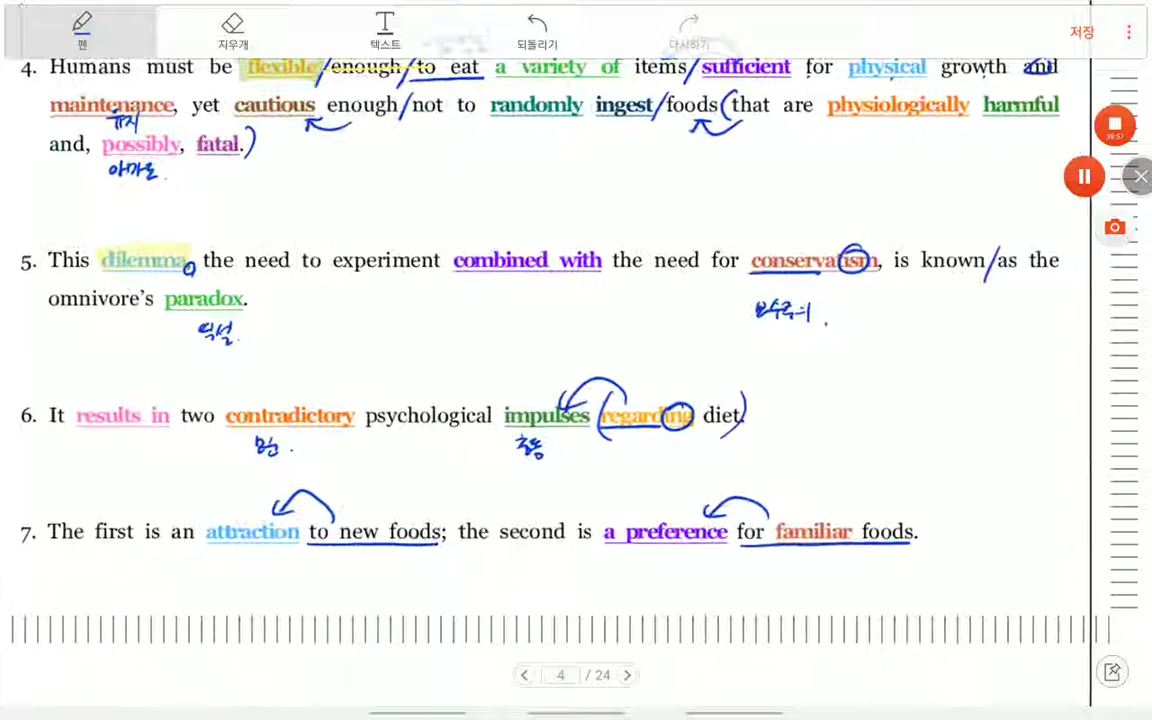 펜 지우개 텍스트 되돌리기 다시하기 저장
4. Humans must be flexible enough to eat a variety of items sufficient for physical growth and
maintenance, yet cautious enough not to randomly ingest foods that are physiologically harmful
유지
and, possibly, fatal.
아마도
39:57
5. This dilemma, the need to experiment combined with the need for conservatism, is known as the
omnivore's paradox.
역설 보수주의
6. It results in two contradictory psychological impulses regarding diet.
모순 충동
7. The first is an attraction to new foods; the second is a preference for familiar foods.
4 / 24